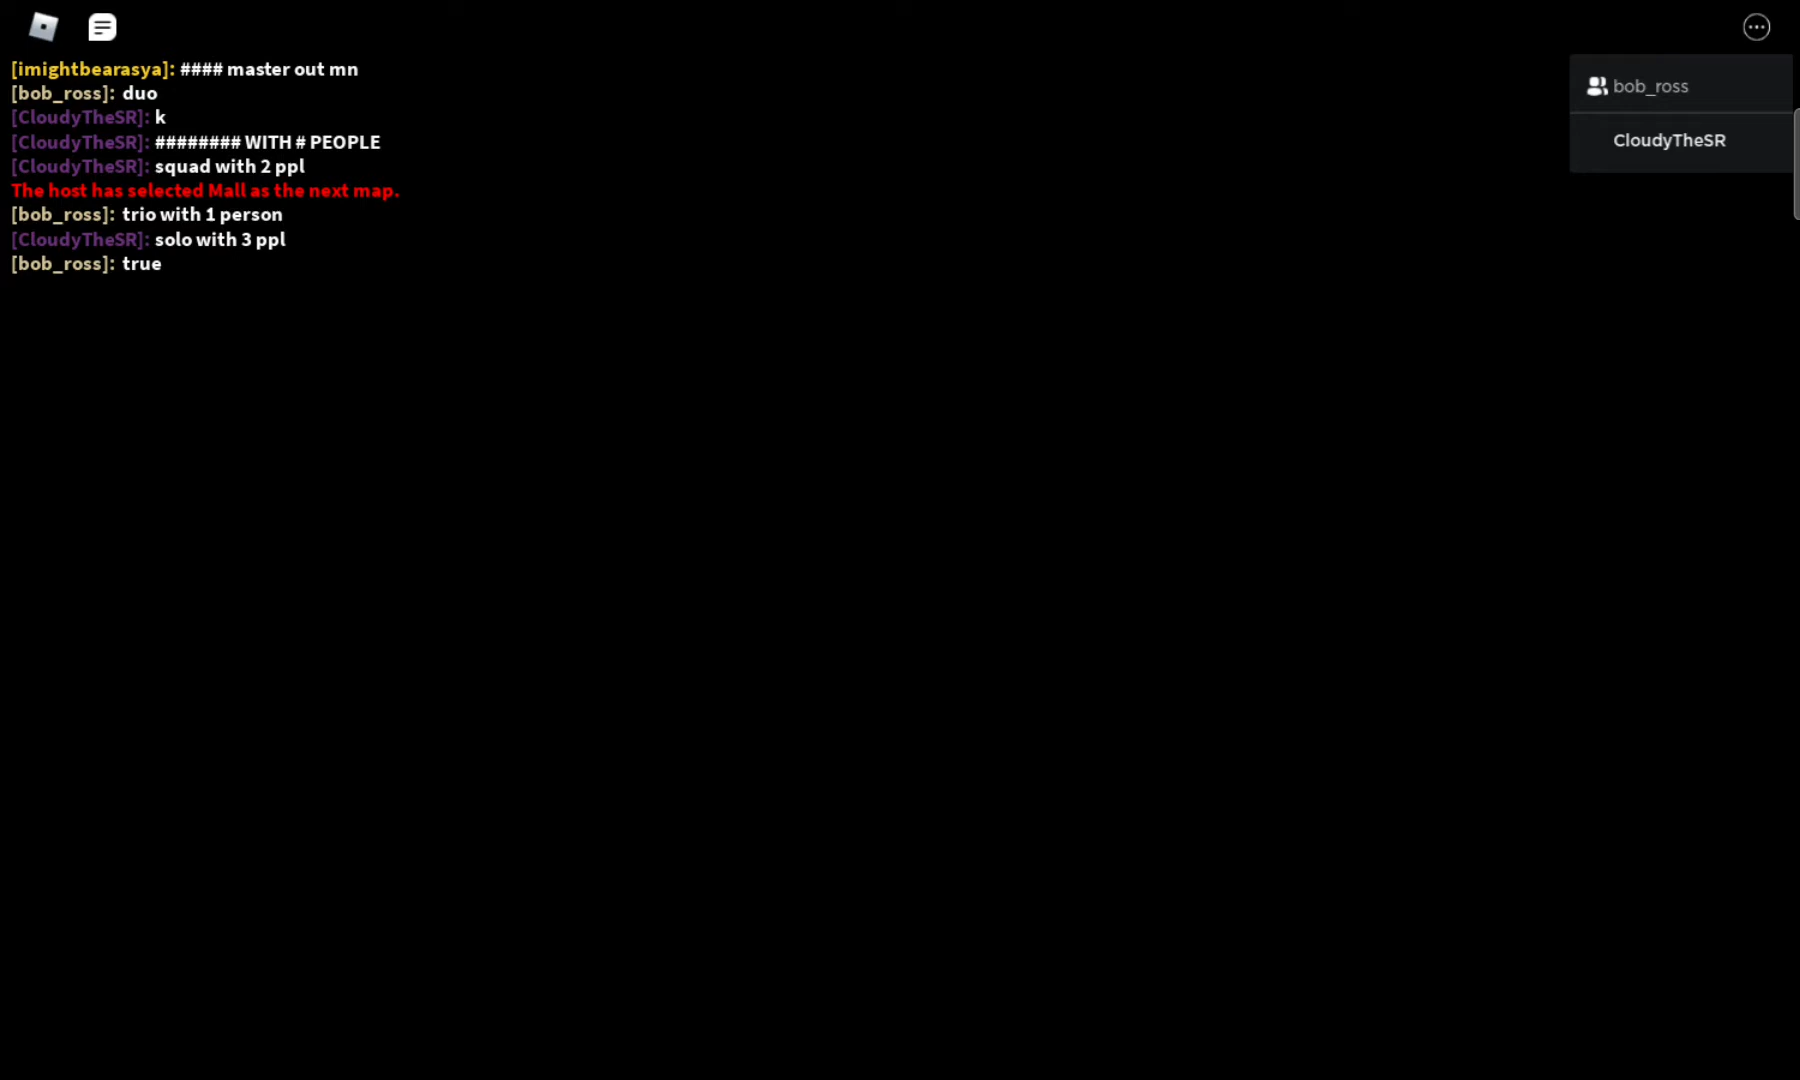 [imightbearasya]: #### master out mn
[bob_ross]: duo
[CloudyTheSR]: k
[CloudyTheSR]: ######## WITH # PEOPLE
[CloudyTheSR]: squad with 2 ppl
The host has selected Mall as the next map.
[bob_ross]: trio with 1 person
[CloudyTheSR]: solo with 3 ppl
[bob_ross]: true
bob_ross
CloudyTheSR